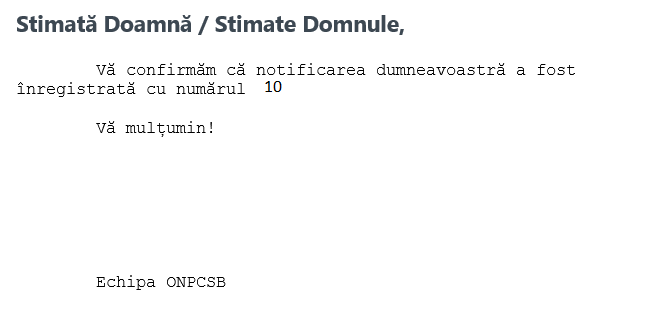 Stimată Doamnă / Stimate Domnule,
Vă confirmăm că notificarea dumneavoastră a fost
înregistrată cu numărul 10
Vă mulțumin!
Echipa ONPCSB